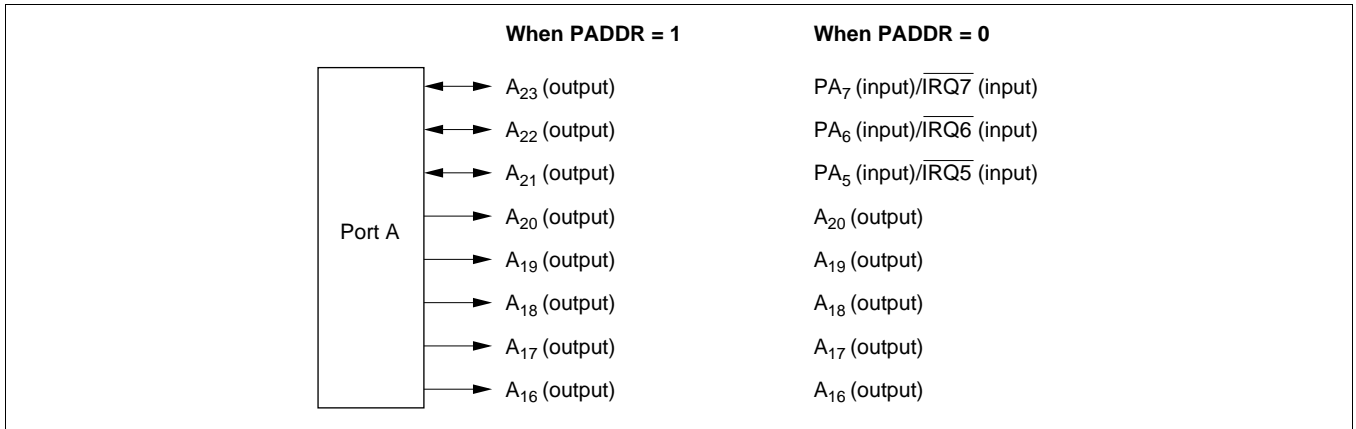 When PADDR = 1 When PADDR = 0
A23 (output) PA7 (input)/IRQ7 (input)
A22 (output) PA6 (input)/IRQ6 (input)
A21 (output) PA5 (input)/IRQ5 (input)
A20 (output) A20 (output)
Port A
A19 (output) A19 (output)
A18 (output) A18 (output)
A17 (output) A17 (output)
A16 (output) A16 (output)